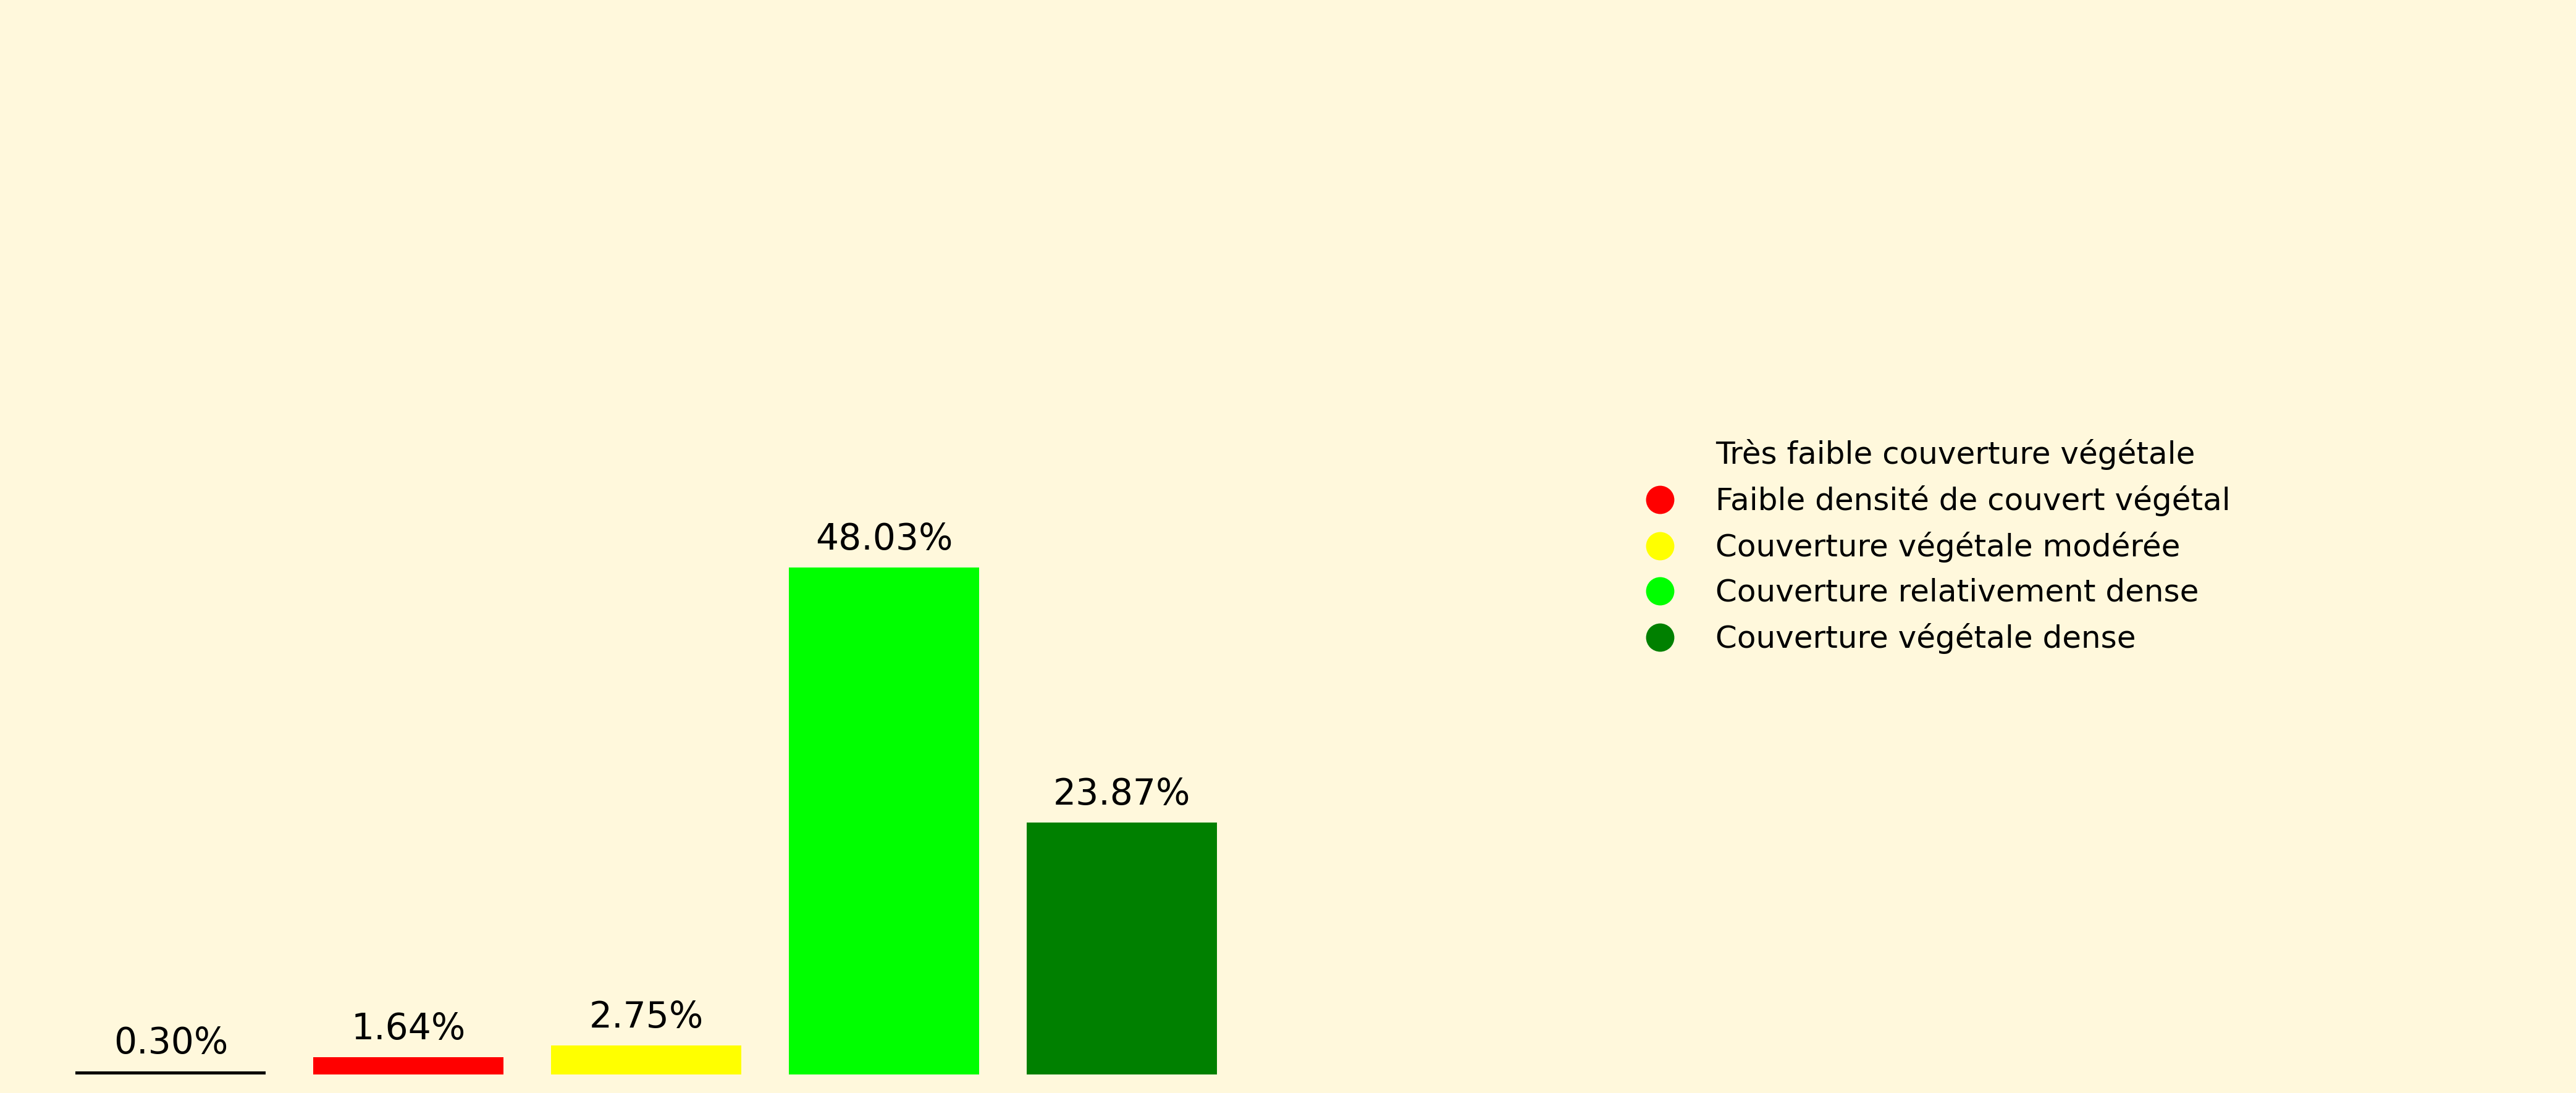 48.03%
23.87%
2.75%
1.64%
0.30%
Très faible couverture végétale
Faible densité de couvert végétal
Couverture végétale modérée
Couverture relativement dense
Couverture végétale dense